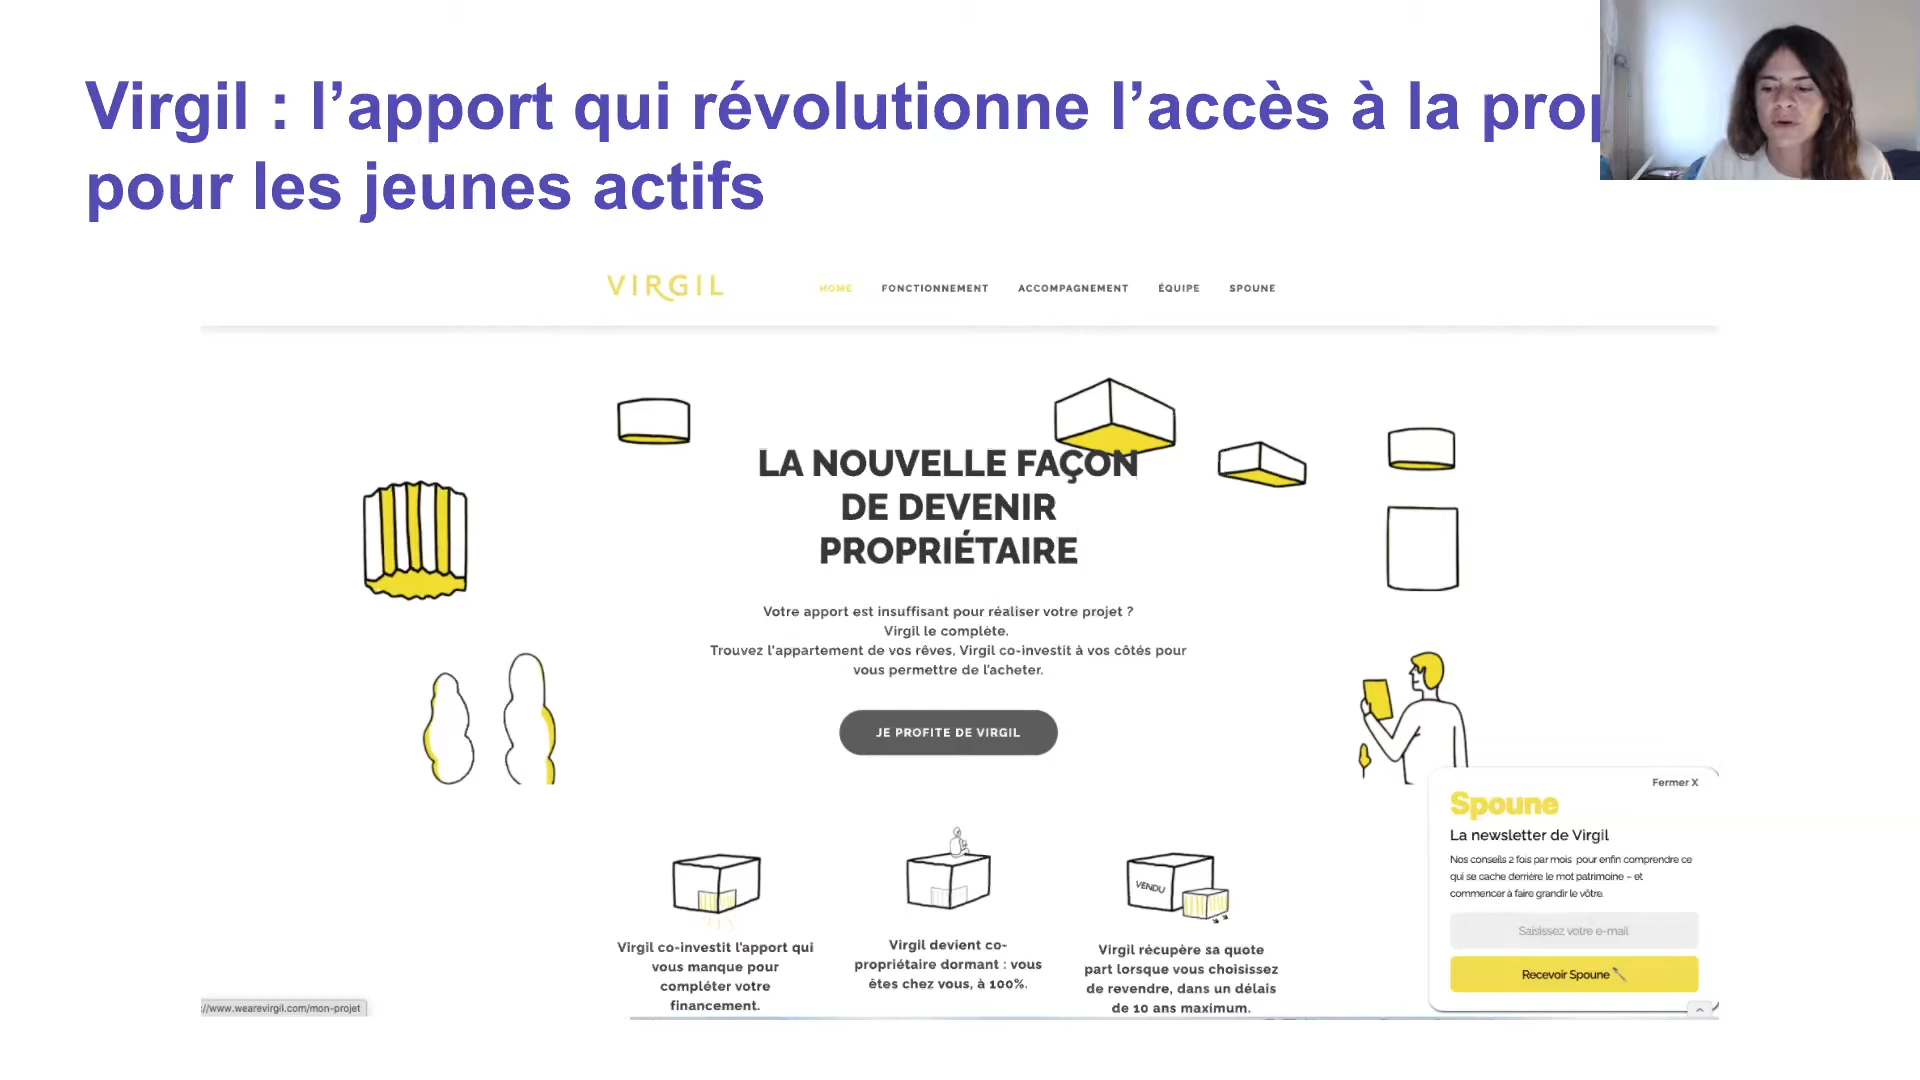 Virgil : l’apport qui révolutionne l’accès à la prop
pour les jeunes actifs
VIRGIL
HOME FONCTIONNEMENT ACCOMPAGNEMENT ÉQUIPE SPOUNE
LA NOUVELLE FAÇON
DE DEVENIR
PROPRIÉTAIRE
Votre apport est insuffisant pour réaliser votre projet ?
Virgil le complète.
Trouvez l'appartement de vos rêves, Virgil co-investit à vos côtés pour
vous permettre de l'acheter.
JE PROFITE DE VIRGIL
VENDU
Virgil co-investit l'apport qui
vous manque pour
compléter votre
financement.
Virgil devient co-
propriétaire dormant : vous
êtes chez vous, à 100%.
Virgil récupère sa quote
part lorsque vous choisissez
de revendre, dans un délais
de 10 ans maximum.
Fermer X
Spoune
La newsletter de Virgil
Nos conseils 2 fois par mois pour enfin comprendre ce
qui se cache derrière le mot patrimoine – et
commencer à faire grandir le vôtre.
Saisissez votre e-mail
Recevoir Spoune
://www.wearevirgil.com/mon-projet